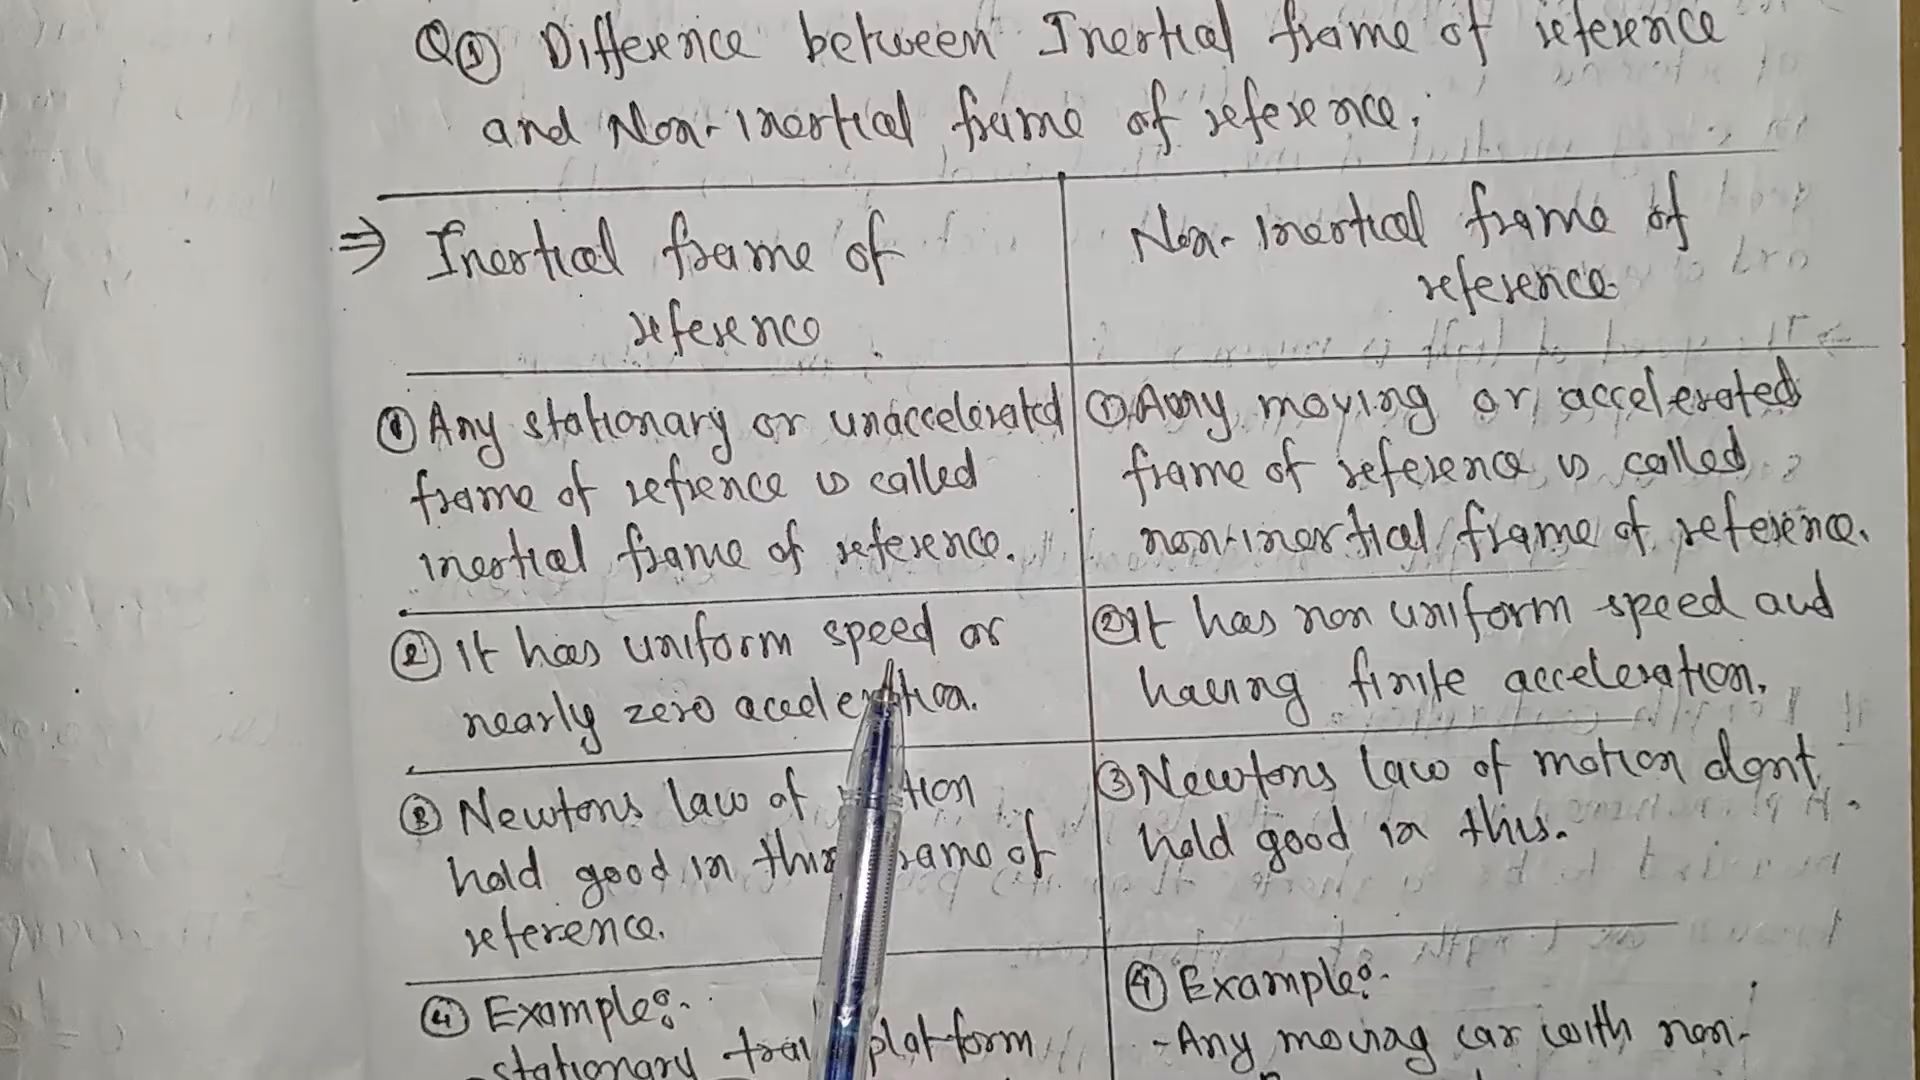 Q① Difference between Inertial frame of reference
and Non-inertial frame of reference.
⇒ Inertial frame of
reference
Non-inertial frame of
reference
① Any stationary or unaccelerated
frame of refrence is called
inertial frame of reference.
① Any moving or accelerated
frame of reference is called
non-inertial frame of reference.
② It has uniform speed or
nearly zero acceleration.
② It has non uniform speed and
having finite acceleration.
③ Newtons law of
hold good in this frame of
reference.
③ Newtons law of motion dont
hold good in this.
④ Example:-
stationary platform
④ Example:-
- Any moving car with non-